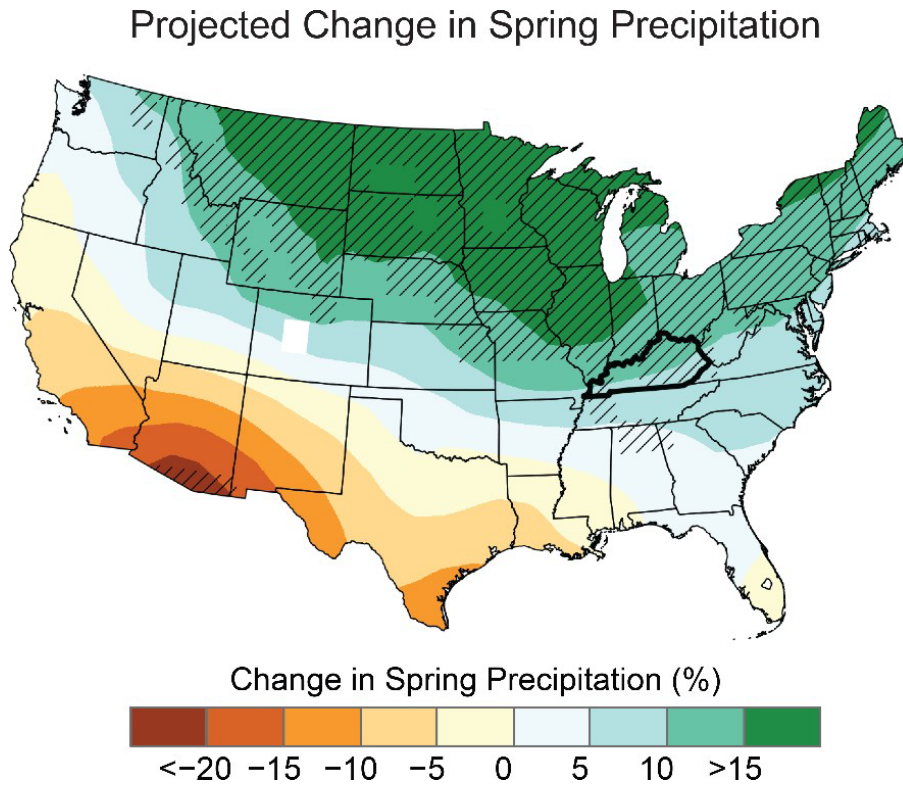 Projected Change in Spring Precipitation
Change in Spring Precipitation (%)
<−20 −15 −10 −5 0 5 10 >15